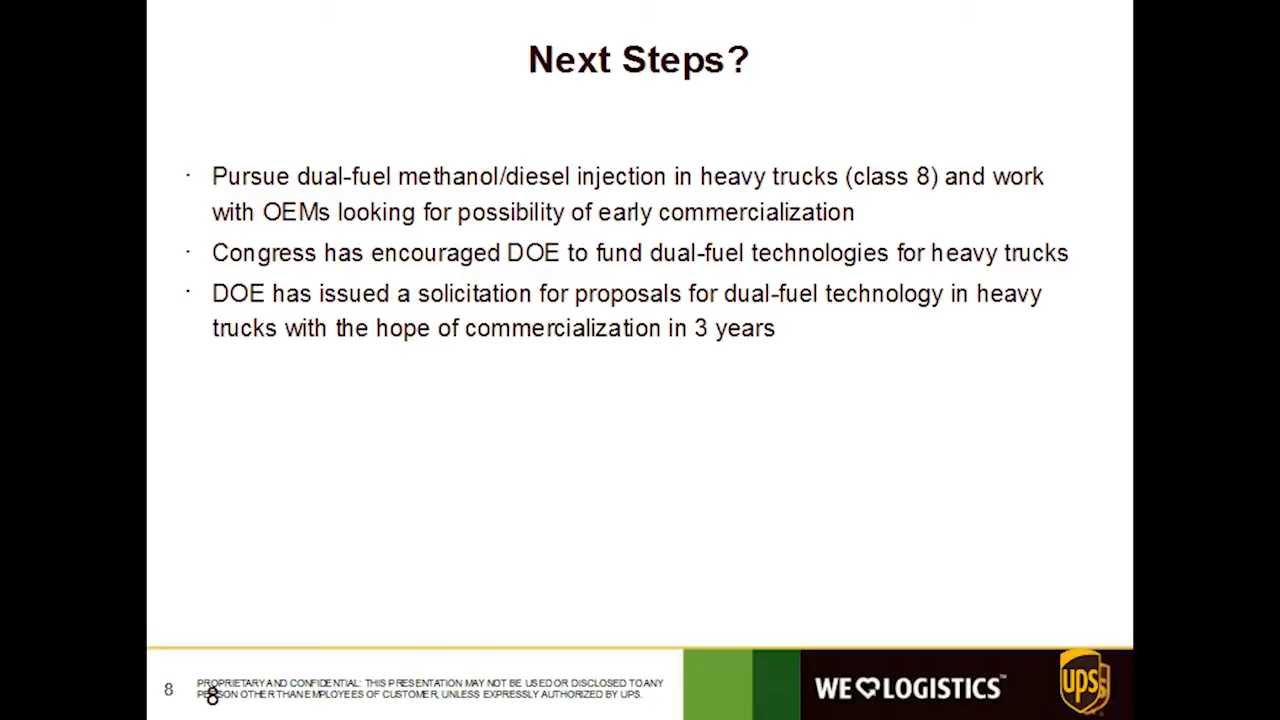 Next Steps?
· Pursue dual-fuel methanol/diesel injection in heavy trucks (class 8) and work
with OEMs looking for possibility of early commercialization
· Congress has encouraged DOE to fund dual-fuel technologies for heavy trucks
· DOE has issued a solicitation for proposals for dual-fuel technology in heavy
trucks with the hope of commercialization in 3 years
8
PROPRIETARY AND CONFIDENTIAL: THIS PRESENTATION MAY NOT BE USED OR DISCLOSED TO ANY
PERSON OTHER THAN EMPLOYEES OF CUSTOMER, UNLESS EXPRESSLY AUTHORIZED BY UPS.
8
WE ♡ LOGISTICS™
ups